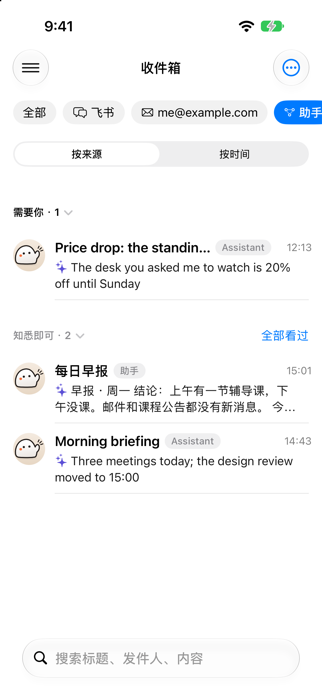 9:41
收件箱
全部
飞书
me@example.com
助手
按来源
按时间
需要你 · 1
Price drop: the standin... Assistant 12:13
The desk you asked me to watch is 20%
off until Sunday
知悉即可 · 2
全部看过
每日早报 助手 15:01
早报 · 周一 结论：上午有一节辅导课，下
午没课。邮件和课程公告都没有新消息。 今...
Morning briefing Assistant 14:43
Three meetings today; the design review
moved to 15:00
搜索标题、发件人、内容